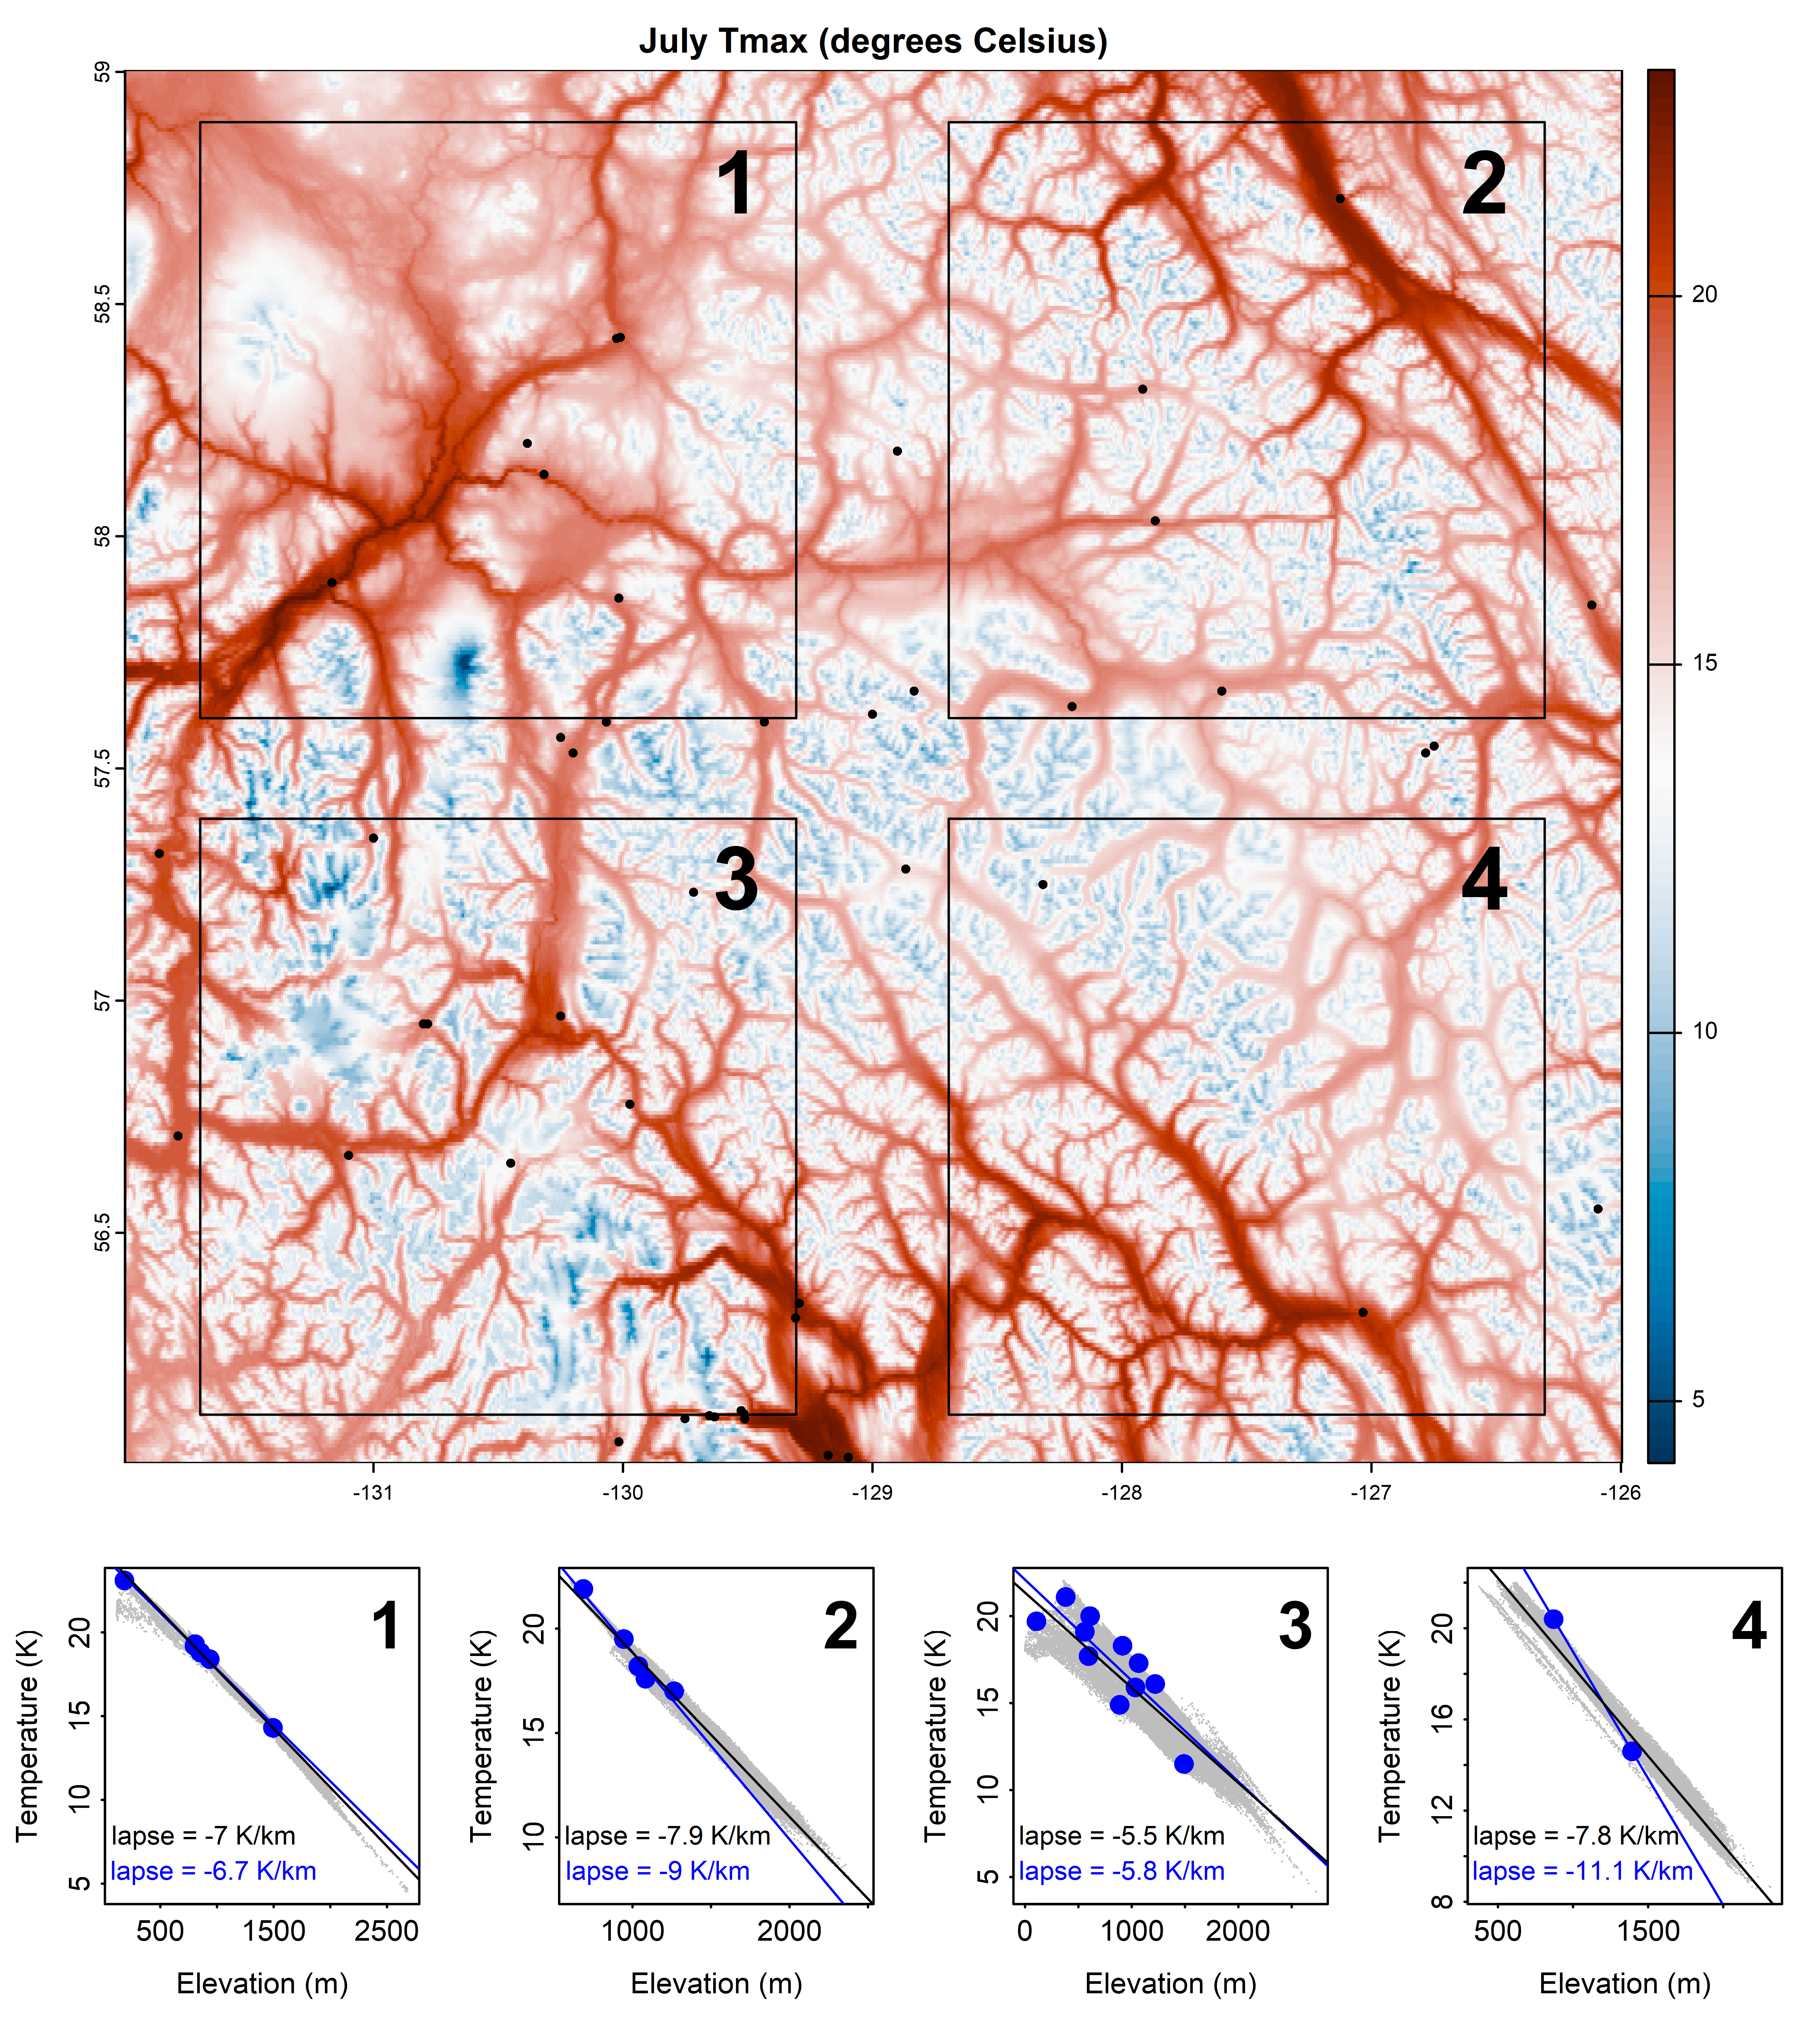 July Tmax (degrees Celsius)
59
58.5
58
57.5
57
56.5
1
2
3
4
-131
-130
-129
-128
-127
-126
20
15
10
5
Temperature (K)
20
15
10
5
1
lapse = -7 K/km
lapse = -6.7 K/km
500
1500
2500
Elevation (m)
Temperature (K)
20
15
10
2
lapse = -7.9 K/km
lapse = -9 K/km
1000
2000
Elevation (m)
Temperature (K)
20
15
10
5
3
lapse = -5.5 K/km
lapse = -5.8 K/km
0
1000
2000
Elevation (m)
Temperature (K)
20
16
12
8
4
lapse = -7.8 K/km
lapse = -11.1 K/km
500
1500
Elevation (m)